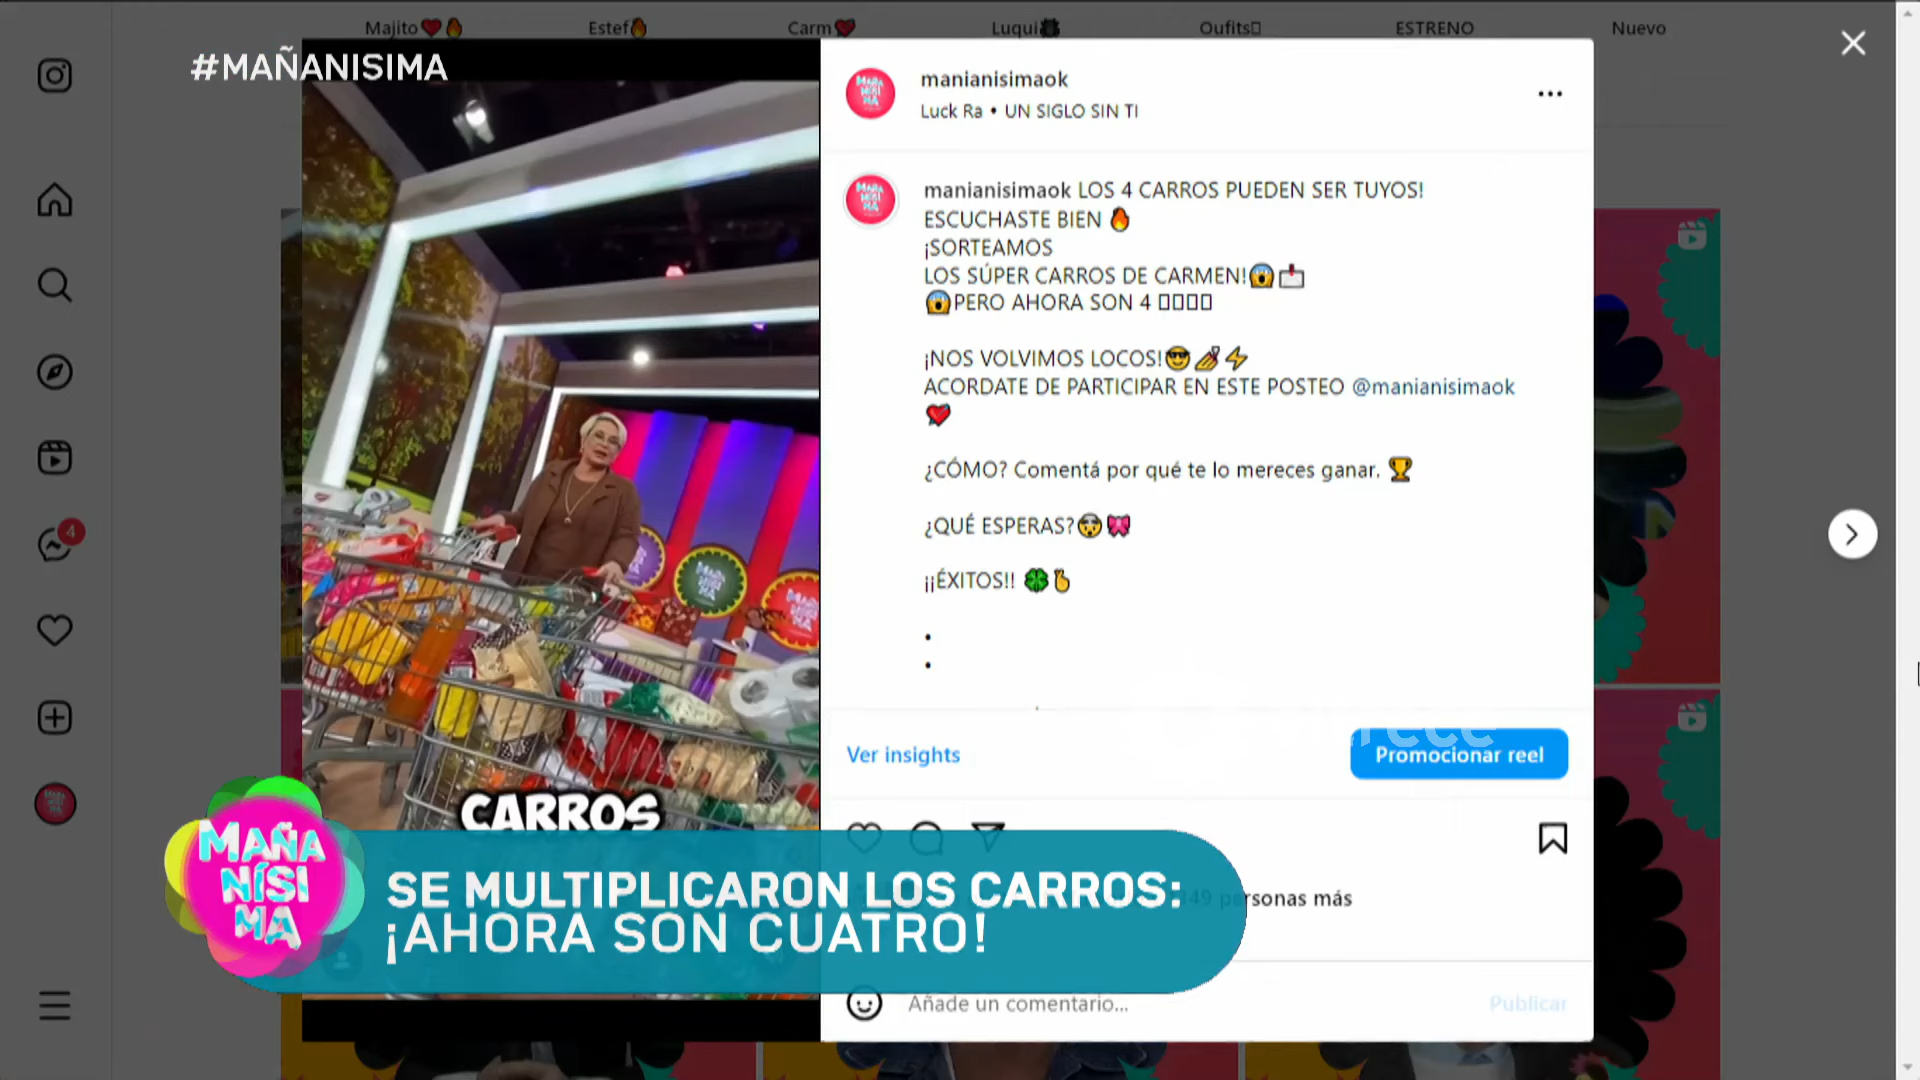 Majito❤️🔥 Estef🔥 Carm❤️ Luqui Oufits ESTRENO Nuevo
#MAÑANISIMA
manianisimaok
Luck Ra • UN SIGLO SIN TI
manianisimaok LOS 4 CARROS PUEDEN SER TUYOS!
ESCUCHASTE BIEN 🔥
¡SORTEAMOS
LOS SÚPER CARROS DE CARMEN!😱📩
😱PERO AHORA SON 4 ▯▯▯▯
¡NOS VOLVIMOS LOCOS!😎💅⚡
ACORDATE DE PARTICIPAR EN ESTE POSTEO @manianisimaok
💘
¿CÓMO? Comentá por qué te lo mereces ganar. 🏆
¿QUÉ ESPERAS?🤯🎀
¡¡ÉXITOS!! 🍀🫰
•
•
4
Ver insights
Promocionar reel
CARROS
MAÑA
NÍSI
MA
SE MULTIPLICARON LOS CARROS:
¡AHORA SON CUATRO!
personas más
Añade un comentario...
Publicar